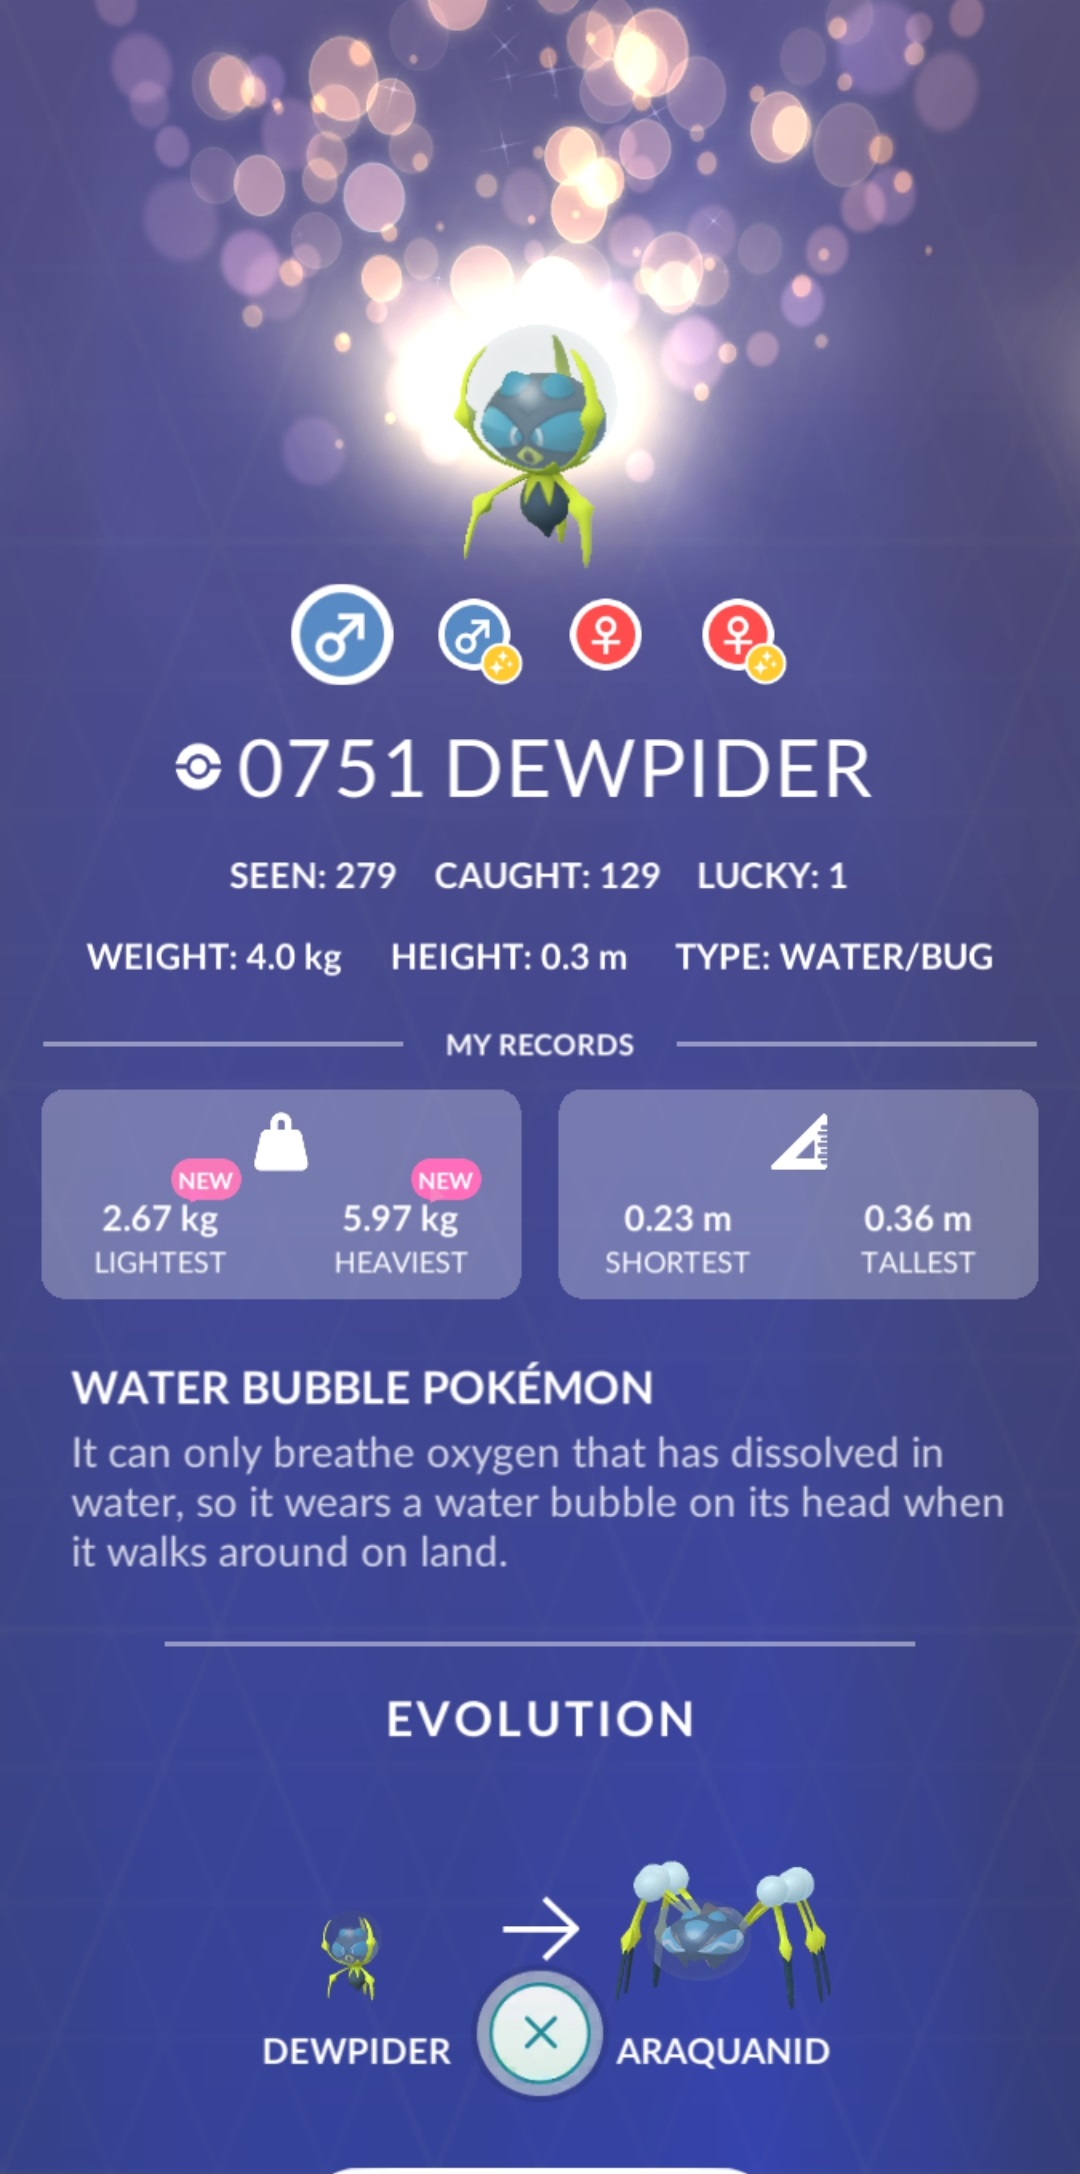 0751 DEWPIDER
SEEN: 279 CAUGHT: 129 LUCKY: 1
WEIGHT: 4.0 kg HEIGHT: 0.3 m TYPE: WATER/BUG
MY RECORDS
NEW NEW
2.67 kg 5.97 kg 0.23 m 0.36 m
LIGHTEST HEAVIEST SHORTEST TALLEST
WATER BUBBLE POKÉMON
It can only breathe oxygen that has dissolved in
water, so it wears a water bubble on its head when
it walks around on land.
EVOLUTION
DEWPIDER ARAQUANID